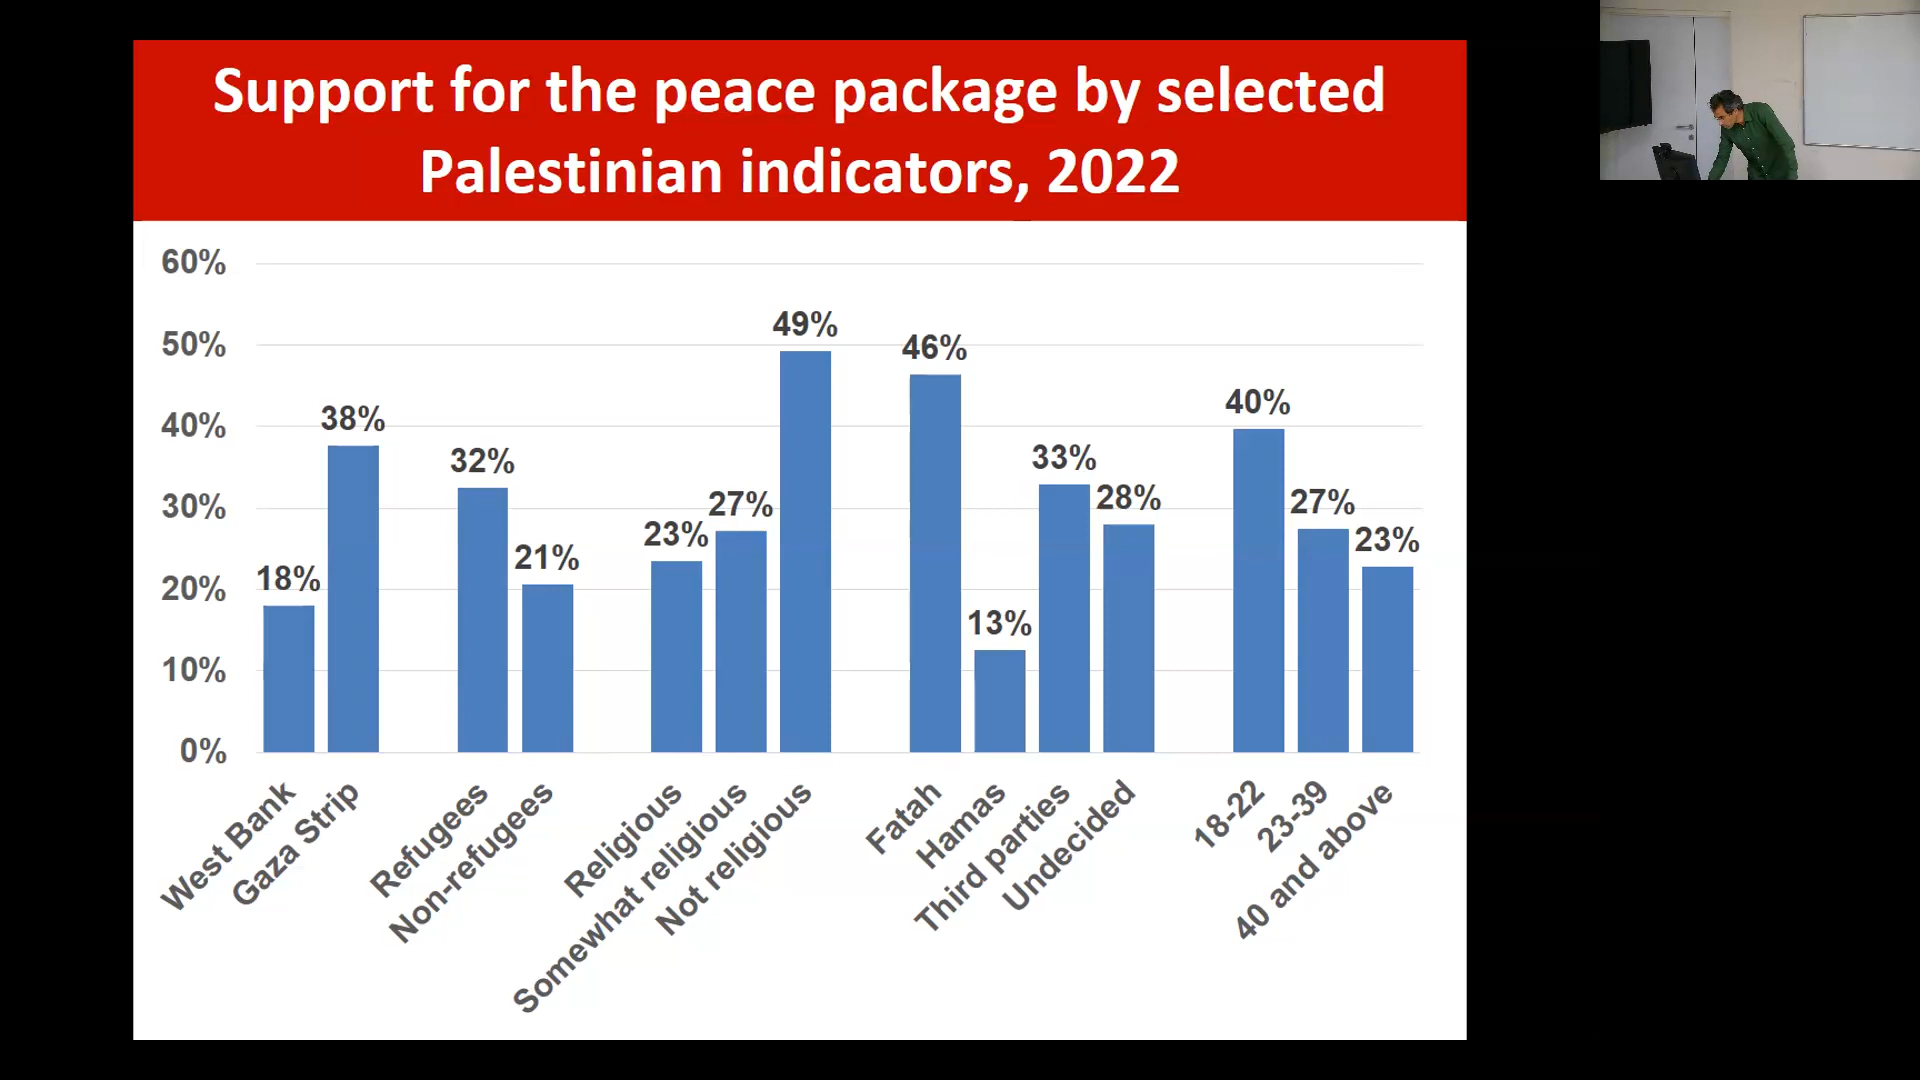 Support for the peace package by selected
Palestinian indicators, 2022
60%
50%
40%
30%
20%
10%
0%
18%
38%
32%
21%
23%
27%
49%
46%
13%
33%
28%
40%
27%
23%
West Bank
Gaza Strip
Refugees
Non-refugees
Religious
Somewhat religious
Not religious
Fatah
Hamas
Third parties
Undecided
18-22
23-39
40 and above